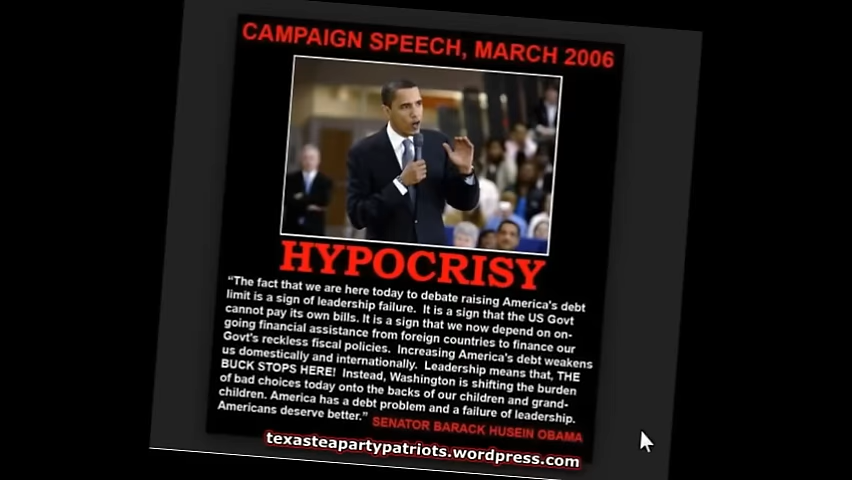 CAMPAIGN SPEECH, MARCH 2006
HYPOCRISY
“The fact that we are here today to debate raising America's debt
limit is a sign of leadership failure. It is a sign that the US Govt
cannot pay its own bills. It is a sign that we now depend on on-
going financial assistance from foreign countries to finance our
Govt's reckless fiscal policies. Increasing America's debt weakens
us domestically and internationally. Leadership means that, THE
BUCK STOPS HERE! Instead, Washington is shifting the burden
of bad choices today onto the backs of our children and grand-
children. America has a debt problem and a failure of leadership.
Americans deserve better.” SENATOR BARACK HUSEIN OBAMA
texasteapartypatriots.wordpress.com